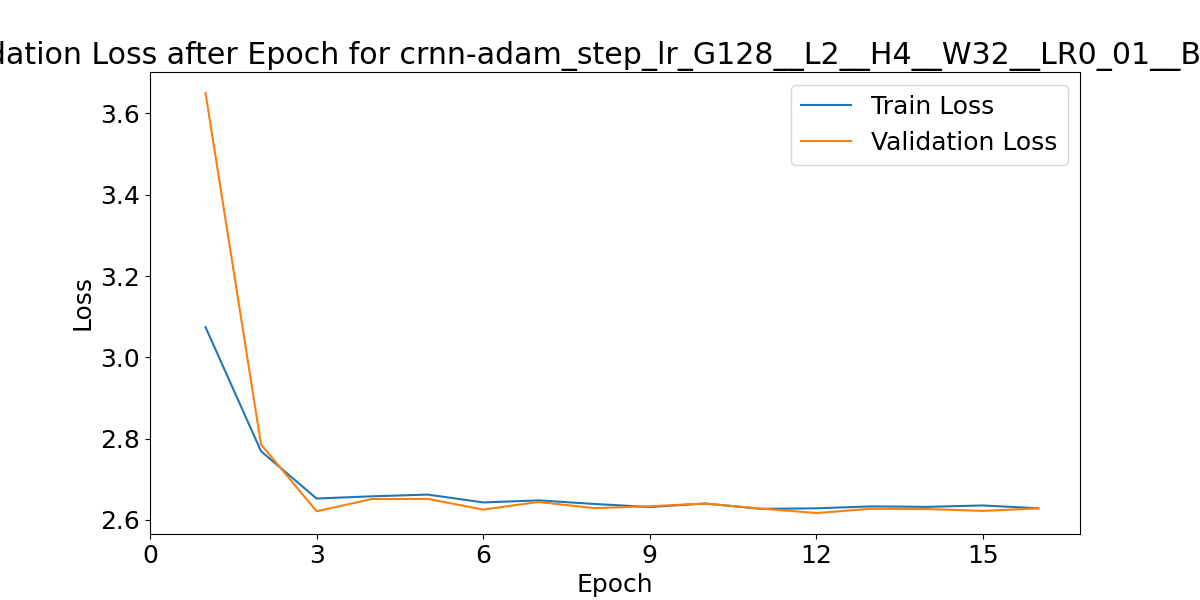 dation Loss after Epoch for crnn-adam_step_lr_G128__L2__H4__W32__LR0_01__B
Train Loss
Validation Loss
3.6
3.4
3.2
3.0
2.8
2.6
Loss
0 3 6 9 12 15
Epoch